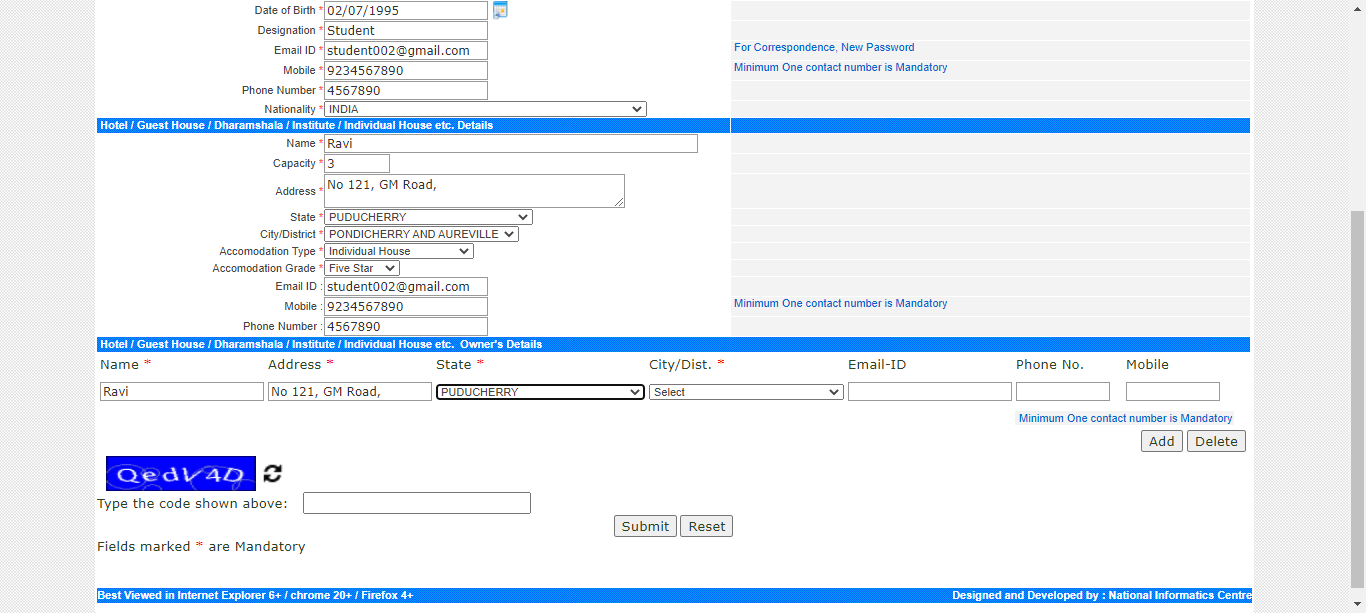 Date of Birth * 02/07/1995
Designation * Student
Email ID * student002@gmail.com For Correspondence, New Password
Mobile * 9234567890 Minimum One contact number is Mandatory
Phone Number * 4567890
Nationality * INDIA
Hotel / Guest House / Dharamshala / Institute / Individual House etc. Details
Name * Ravi
Capacity * 3
Address * No 121, GM Road,
State * PUDUCHERRY
City/District * PONDICHERRY AND AUREVILLE
Accomodation Type * Individual House
Accomodation Grade * Five Star
Email ID : student002@gmail.com
Mobile : 9234567890 Minimum One contact number is Mandatory
Phone Number : 4567890
Hotel / Guest House / Dharamshala / Institute / Individual House etc. Owner's Details
Name * Address * State * City/Dist. * Email-ID Phone No. Mobile
Ravi No 121, GM Road, PUDUCHERRY Select
Minimum One contact number is Mandatory
Add Delete
QedV4D
Type the code shown above:
Submit Reset
Fields marked * are Mandatory
Best Viewed in Internet Explorer 6+ / chrome 20+ / Firefox 4+ Designed and Developed by : National Informatics Centre